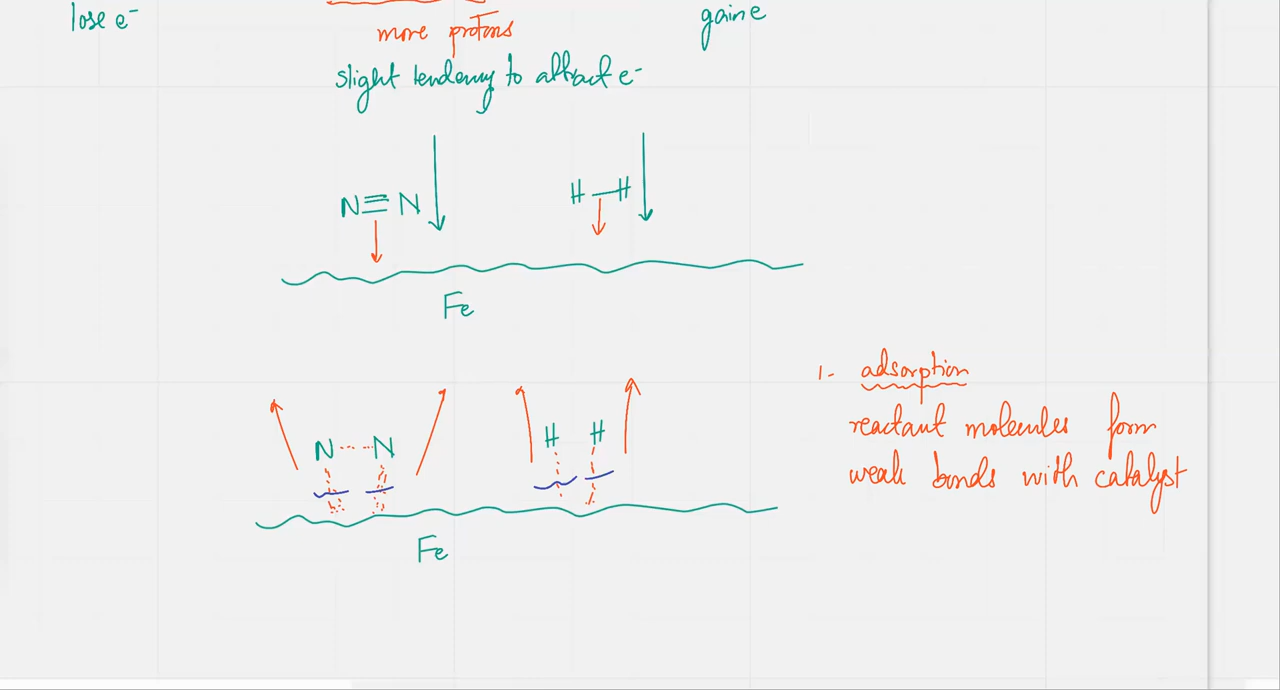 lose e⁻
gain e
more protons
slight tendency to attract e⁻
N≡N
H–H
Fe
1- adsorption
reactant molecules form
N N
H H
weak bonds with catalyst
Fe